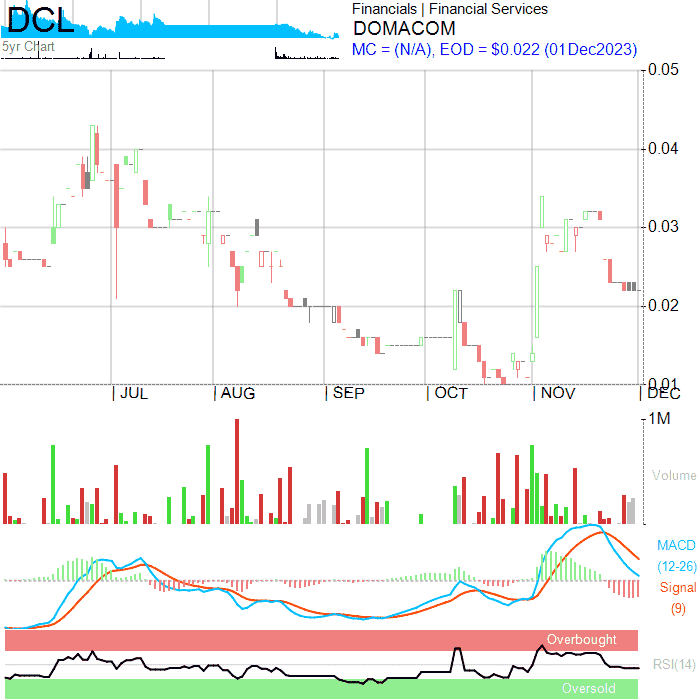 DCL
5yr Chart
Financials | Financial Services
DOMACOM
MC = (N/A), EOD = $0.022 (01Dec2023)
0.05
0.04
0.03
0.02
0.01
JUL
AUG
SEP
OCT
NOV
DEC
1M
Volume
MACD
(12-26)
Signal
(9)
Overbought
RSI(14)
Oversold